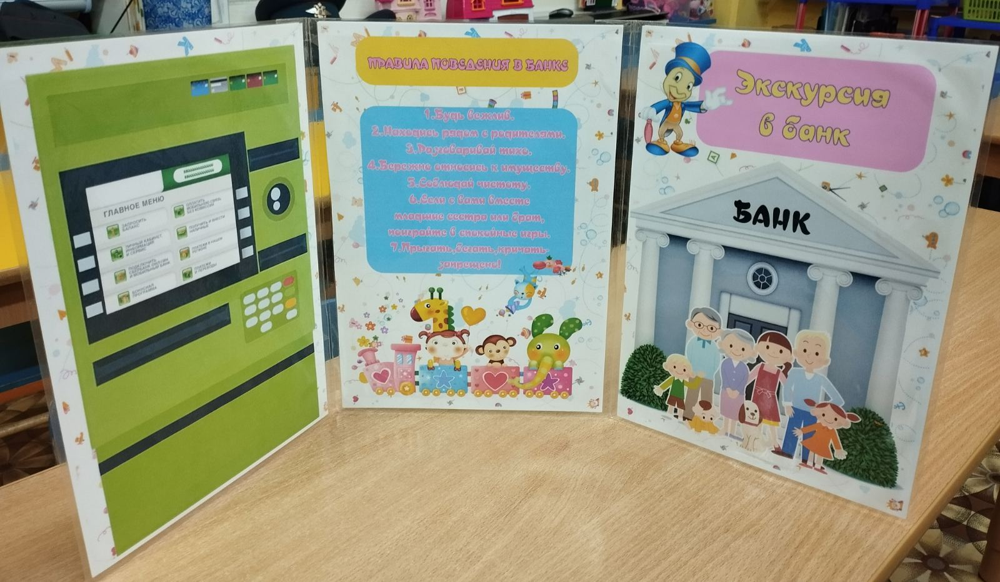 ГЛАВНОЕ МЕНЮ
ЗАПРОСИТЬ
БАЛАНС
ЛИЧНЫЙ КАБИНЕТ,
ИНФОРМАЦИЯ
И СЕРВИС
ПОДКЛЮЧИТЬ
СБЕРБАНК ОНЛАЙН
И МОБИЛЬНЫЙ БАНК
БОНУСНАЯ
ПРОГРАММА
ОПЛАТИТЬ
МОБИЛЬНУЮ СВЯЗЬ
БЕЗ КОМИССИИ
ПОЛУЧИТЬ И ВНЕСТИ
НАЛИЧНЫЕ
ПЛАТЕЖИ В НАШЕМ
РЕГИОНЕ
ПЛАТЕЖИ
И ПЕРЕВОДЫ
ПРАВИЛА ПОВЕДЕНИЯ В БАНКЕ
1.Будь вежлив.
2.Находись рядом с родителями.
3.Разговаривай тихо.
4.Бережно относись к имуществу.
5.Соблюдай чистоту.
6.Если с вами вместе
младшие сестра или брат,
поиграйте в спокойные игры.
7.Прыгать,бегать,кричать-
запрещено!
Экскурсия
в банк
БАНК